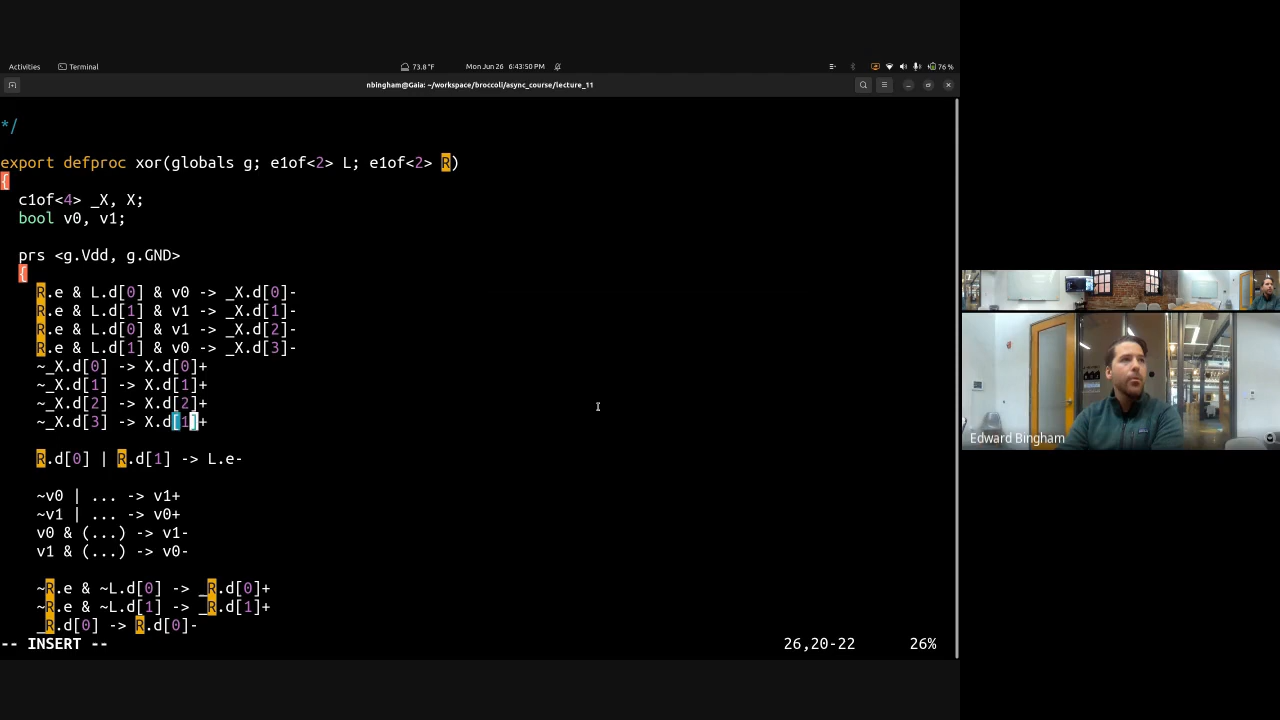 Activities Terminal 73.8 °F Mon Jun 26 6:43:50 PM 76 %
nbingham@Gaia: ~/workspace/broccoli/async_course/lecture_11
*/
export defproc xor(globals g; e1of<2> L; e1of<2> R)
{
c1of<4> _X, X;
bool v0, v1;
prs <g.Vdd, g.GND>
{
R.e & L.d[0] & v0 -> _X.d[0]-
R.e & L.d[1] & v0 -> _X.d[1]-
R.e & L.d[0] & v1 -> _X.d[2]-
R.e & L.d[1] & v0 -> _X.d[3]-
~_X.d[0] -> X.d[0]+
~_X.d[1] -> X.d[1]+
~_X.d[2] -> X.d[2]+
~_X.d[3] -> X.d[1]+
R.d[0] | R.d[1] -> L.e-
~v0 | ... -> v1+
~v1 | ... -> v0+
v0 & (...) -> v1-
v1 & (...) -> v0-
~R.e & ~L.d[0] -> _R.d[0]+
~R.e & ~L.d[1] -> _R.d[1]+
_R.d[0] -> R.d[0]-
-- INSERT -- 26,20-22 26%
Edward Bingham